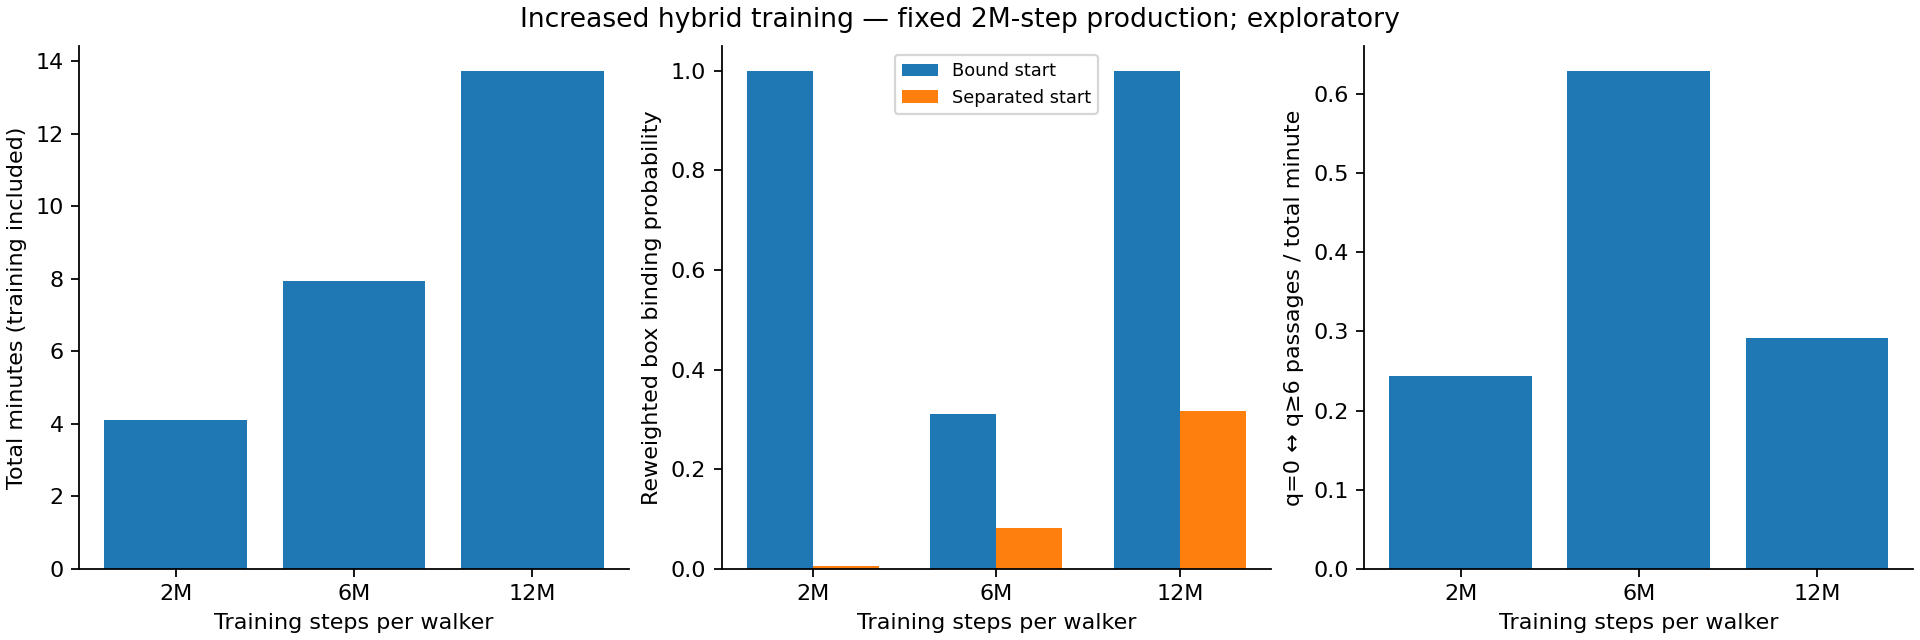 Increased hybrid training — fixed 2M-step production; exploratory
Total minutes (training included)
14
12
10
8
6
4
2
0
2M
6M
12M
Training steps per walker
Reweighted box binding probability
1.0
0.8
0.6
0.4
0.2
0.0
Bound start
Separated start
2M
6M
12M
Training steps per walker
q=0 ↔ q≥6 passages / total minute
0.6
0.5
0.4
0.3
0.2
0.1
0.0
2M
6M
12M
Training steps per walker